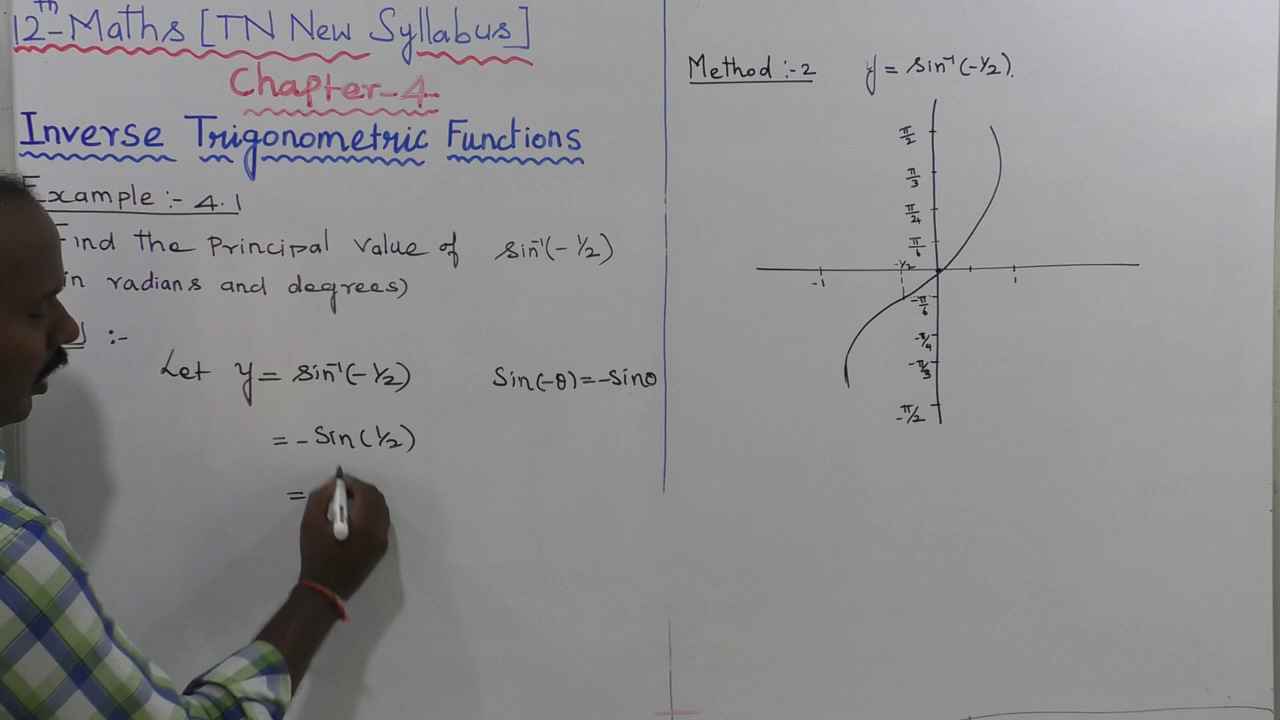 12th-Maths [TN New Syllabus]
Chapter-4
Inverse Trigonometric Functions
Example :- 4.1
Find the Principal value of sin⁻¹(-1/2)
in radians and degrees)
:-
Let y = sin⁻¹(-1/2) Sin(-θ)=-sinθ
= - Sin(1/2)
=
Method :-2 y = sin⁻¹(-1/2).
π/2
π/3
π/4
π/6
-1/2
-1 1
-π/6
-π/4
-π/3
-π/2